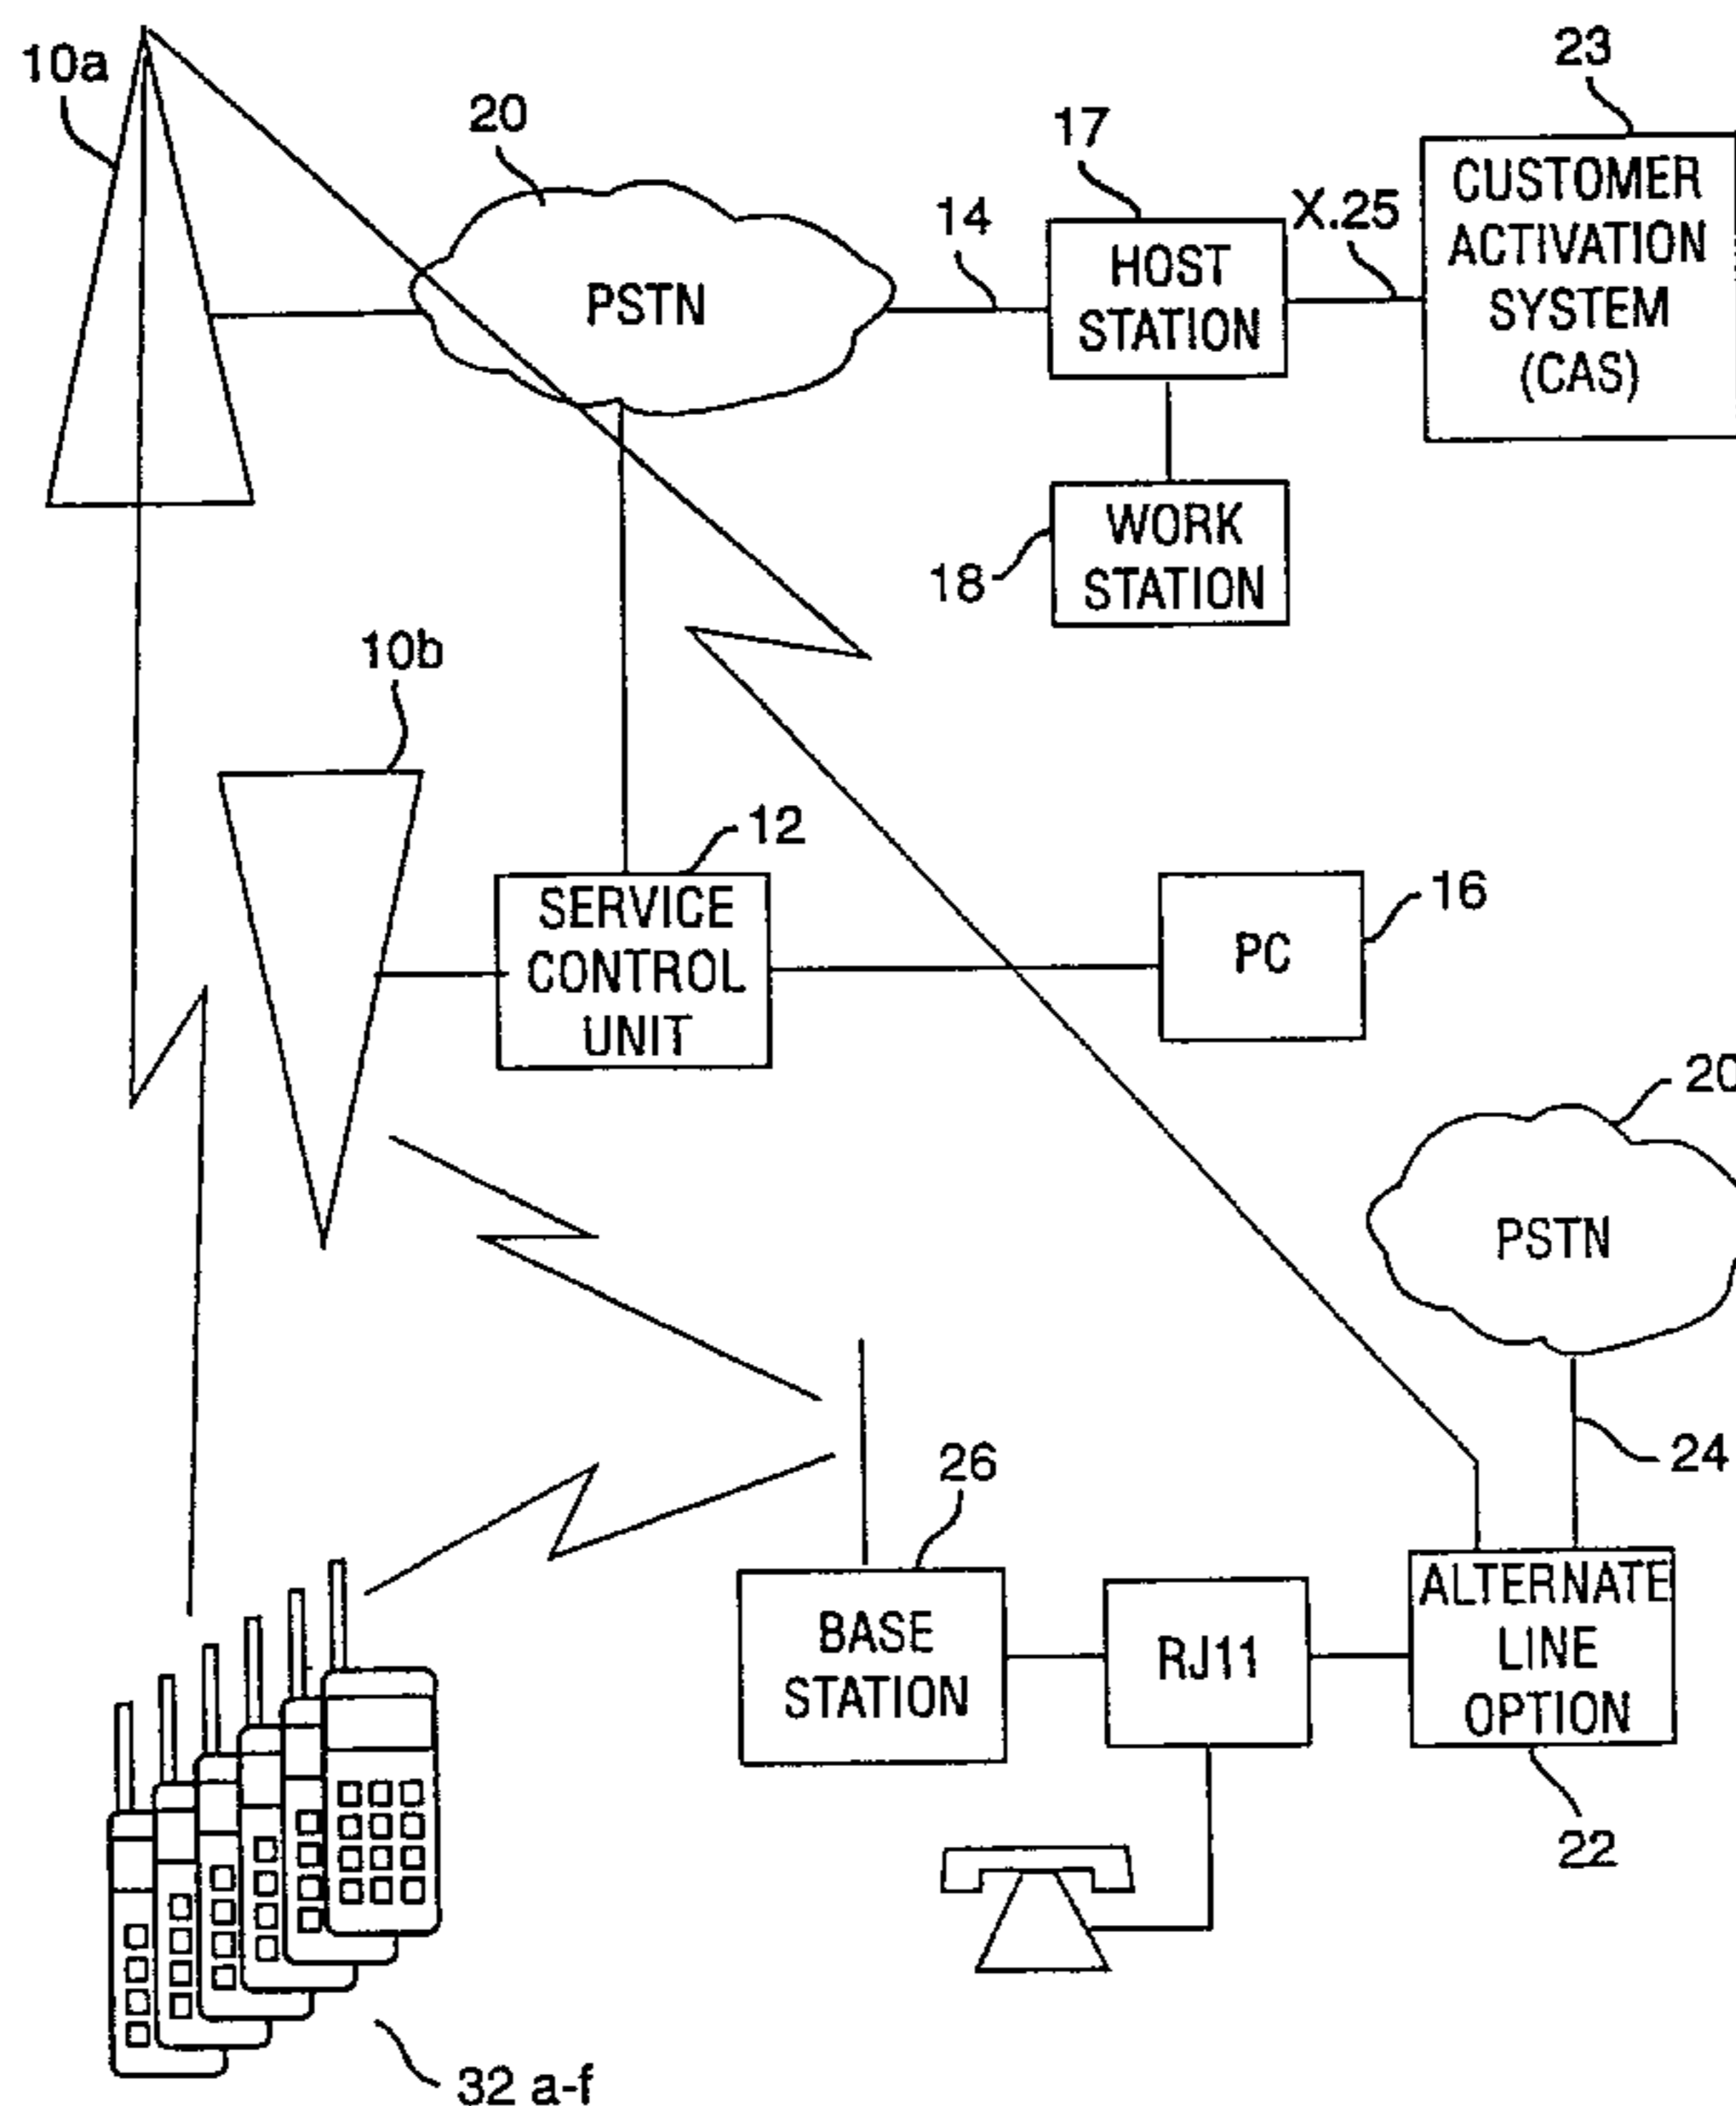 10a
20
17
23
14
X.25
PSTN
HOST
STATION
CUSTOMER
ACTIVATION
SYSTEM
(CAS)
WORK
STATION
18
10b
12
SERVICE
CONTROL
UNIT
PC
16
20
PSTN
24
26
BASE
STATION
RJ11
ALTERNATE
LINE
OPTION
22
32 a-f